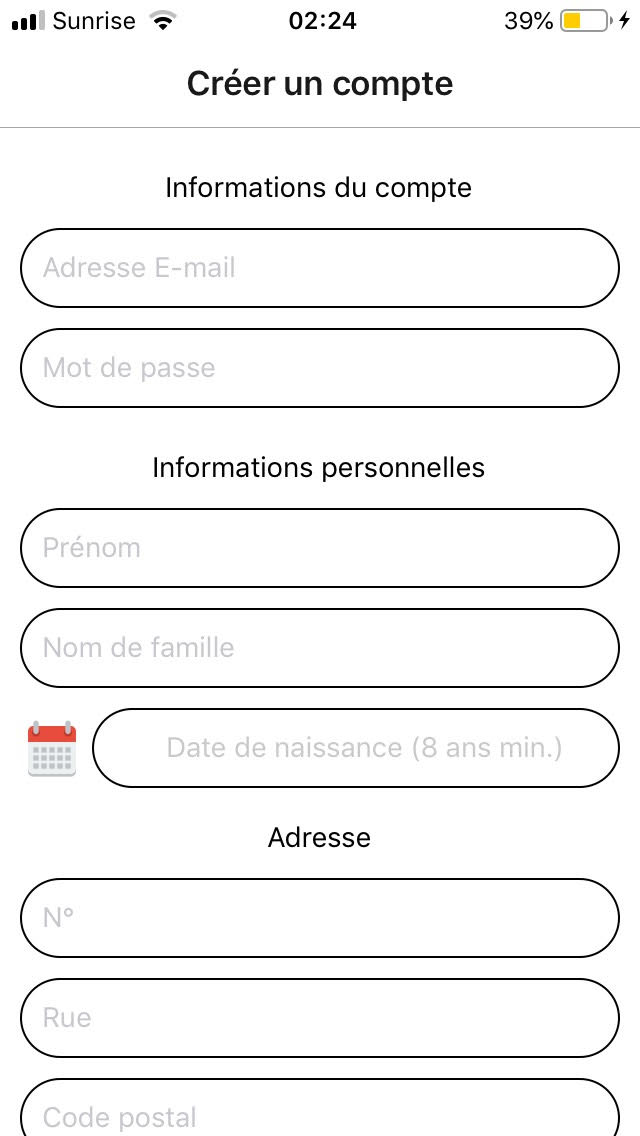 Sunrise 02:24 39%
Créer un compte
Informations du compte
Adresse E-mail
Mot de passe
Informations personnelles
Prénom
Nom de famille
Date de naissance (8 ans min.)
Adresse
N°
Rue
Code postal